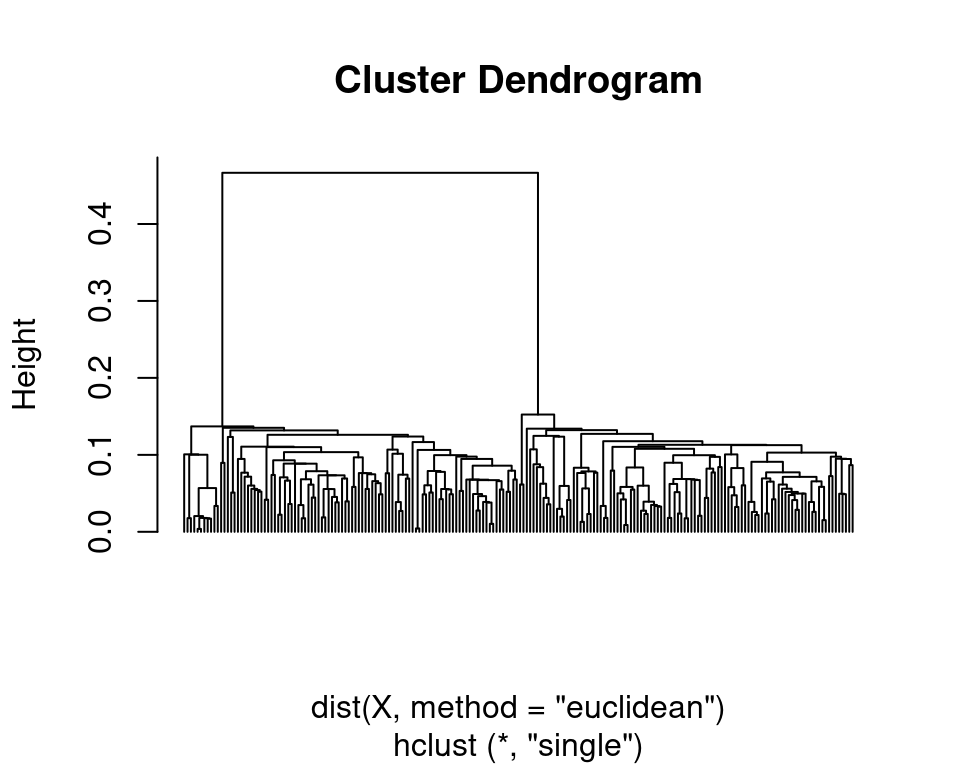 Cluster Dendrogram
Height
0.4
0.3
0.2
0.1
0.0
dist(X, method = "euclidean")
hclust (*, "single")